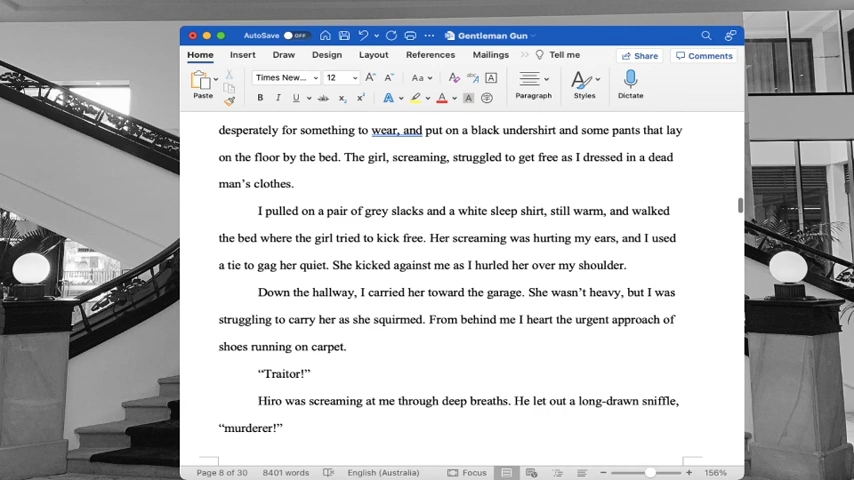 AutoSave OFF Gentleman Gun
Home Insert Draw Design Layout References Mailings >> Tell me Share Comments
Times New... 12 A A Aa A
Paste B I U ab x₂ x² A A A Paragraph Styles Dictate
desperately for something to wear, and put on a black undershirt and some pants that lay
on the floor by the bed. The girl, screaming, struggled to get free as I dressed in a dead
man’s clothes.
I pulled on a pair of grey slacks and a white sleep shirt, still warm, and walked
the bed where the girl tried to kick free. Her screaming was hurting my ears, and I used
a tie to gag her quiet. She kicked against me as I hurled her over my shoulder.
Down the hallway, I carried her toward the garage. She wasn’t heavy, but I was
struggling to carry her as she squirmed. From behind me I heart the urgent approach of
shoes running on carpet.
“Traitor!”
Hiro was screaming at me through deep breaths. He let out a long-drawn sniffle,
“murderer!”
Page 8 of 30 8401 words English (Australia) Focus 156%